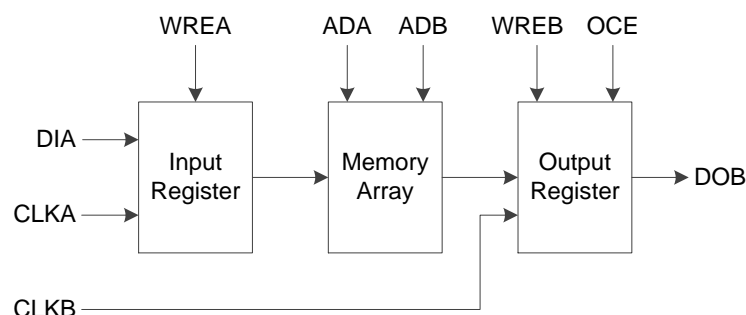 WREA
ADA
ADB
WREB
OCE
DIA
CLKA
Input
Register
Memory
Array
Output
Register
DOB
CLKB